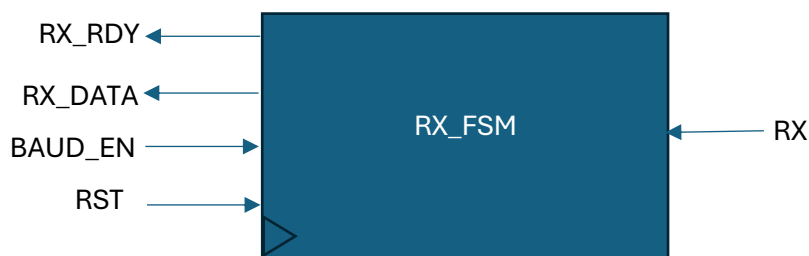 RX_RDY
RX_DATA
BAUD_EN
RST
RX_FSM
RX